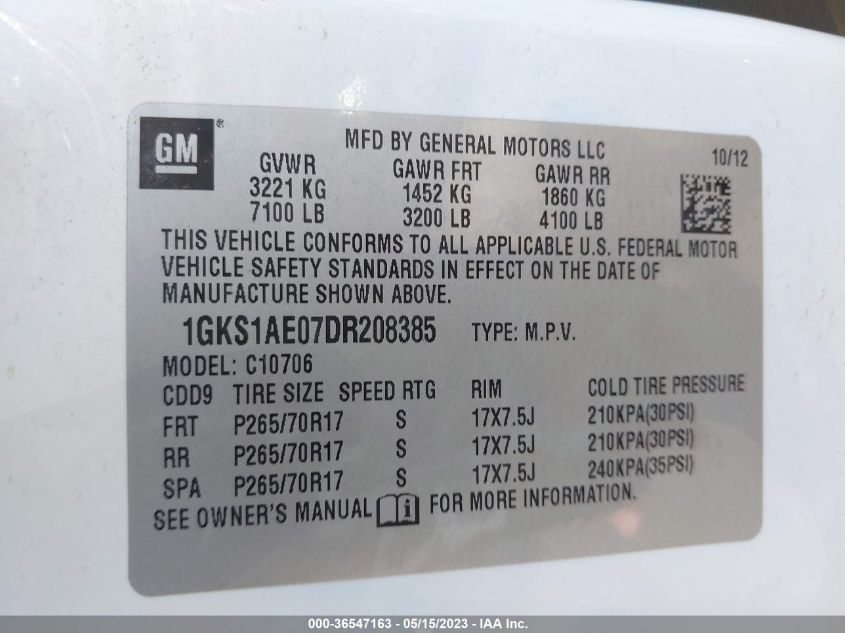 GM
MFD BY GENERAL MOTORS LLC 10/12
GVWR GAWR FRT GAWR RR
3221 KG 1452 KG 1860 KG
7100 LB 3200 LB 4100 LB
THIS VEHICLE CONFORMS TO ALL APPLICABLE U.S. FEDERAL MOTOR
VEHICLE SAFETY STANDARDS IN EFFECT ON THE DATE OF
MANUFACTURE SHOWN ABOVE.
1GKS1AE07DR208385 TYPE: M.P.V.
MODEL: C10706
CDD9 TIRE SIZE SPEED RTG RIM COLD TIRE PRESSURE
FRT P265/70R17 S 17X7.5J 210KPA(30PSI)
RR P265/70R17 S 17X7.5J 210KPA(30PSI)
SPA P265/70R17 S 17X7.5J 240KPA(35PSI)
SEE OWNER'S MANUAL i FOR MORE INFORMATION.
000-36547163 - 05/15/2023 - IAA Inc.